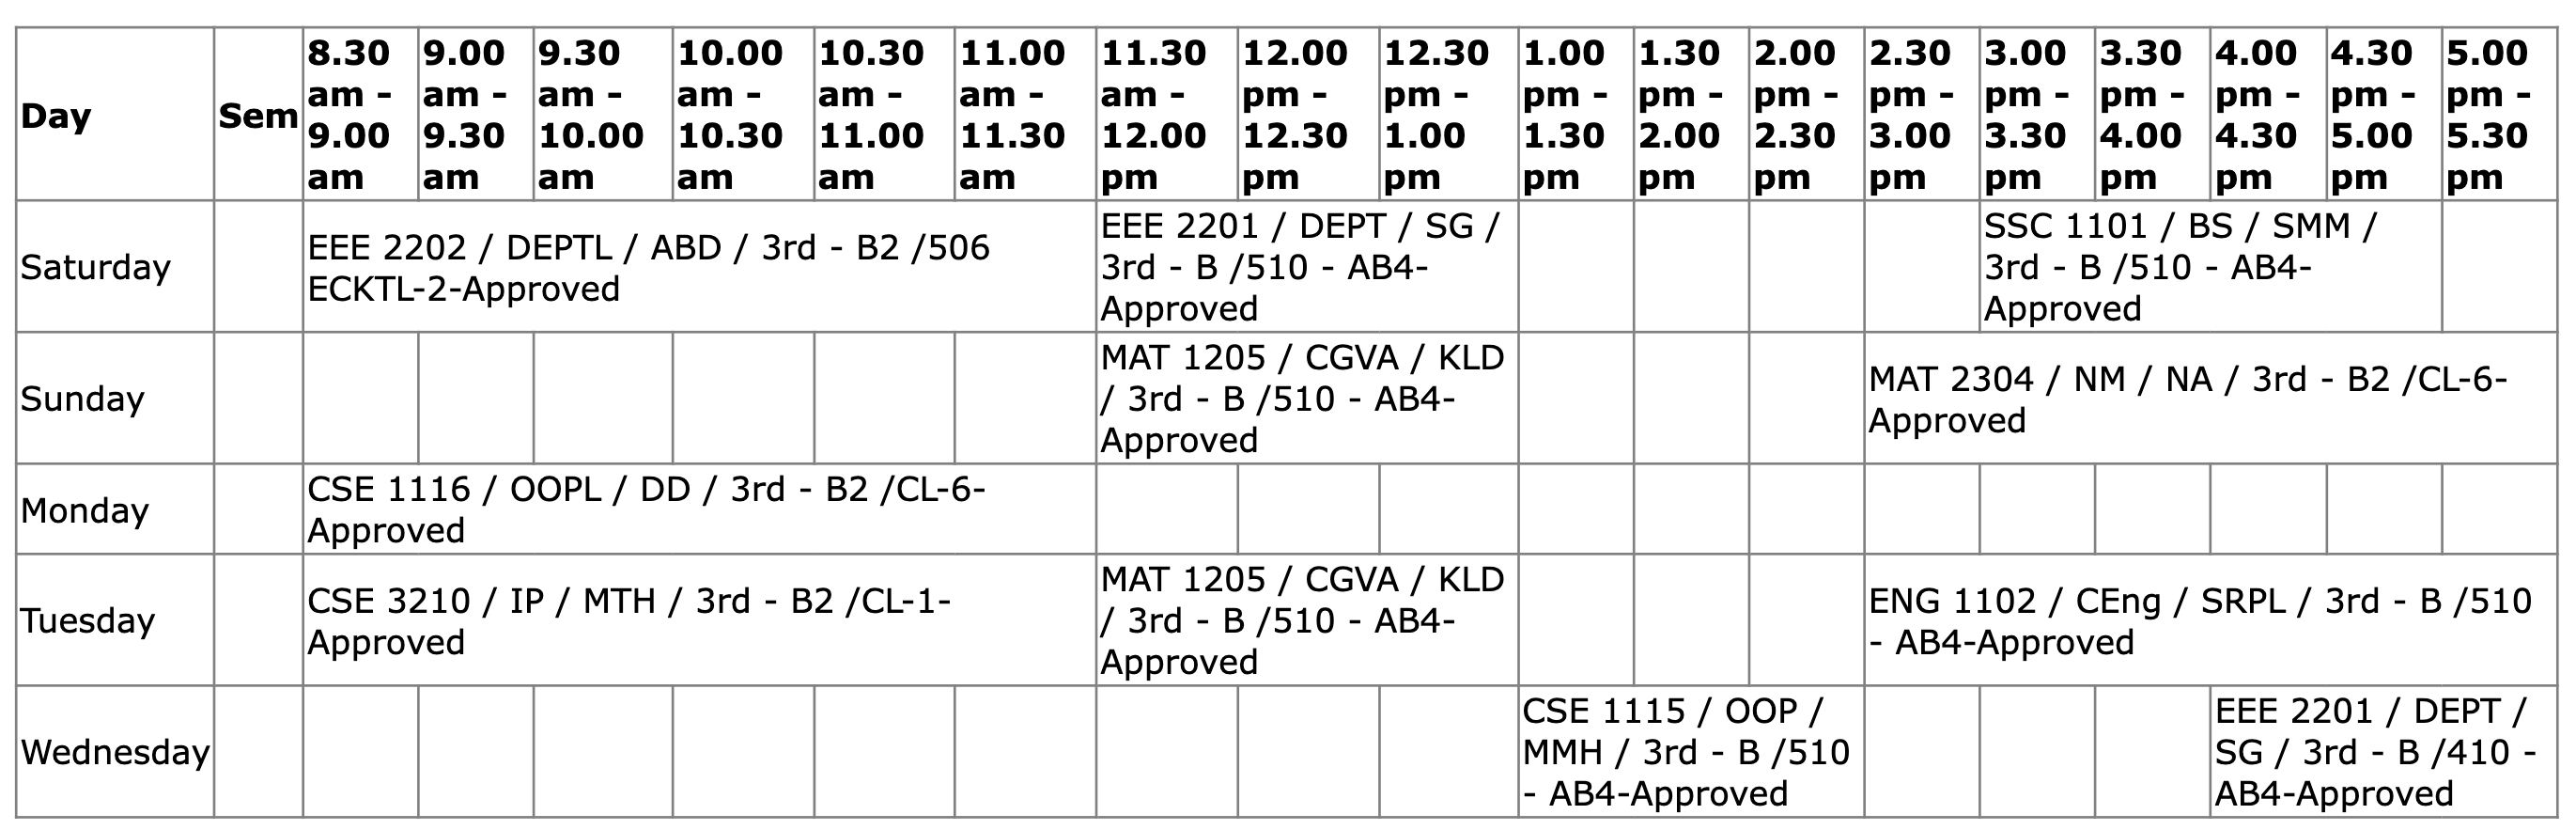 Day
Sem
8.30
am -
9.00
am
9.00
am -
9.30
am
9.30
am -
10.00
am
10.00
am -
10.30
am
10.30
am -
11.00
am
11.00
am -
11.30
am
11.30
am -
12.00
pm
12.00
pm -
12.30
pm
12.30
pm -
1.00
pm
1.00
pm -
1.30
pm
1.30
pm -
2.00
pm
2.00
pm -
2.30
pm
2.30
pm -
3.00
pm
3.00
pm -
3.30
pm
3.30
pm -
4.00
pm
4.00
pm -
4.30
pm
4.30
pm -
5.00
pm
5.00
pm -
5.30
pm
Saturday
EEE 2202 / DEPTL / ABD / 3rd - B2 /506
ECKTL-2-Approved
EEE 2201 / DEPT / SG /
3rd - B /510 - AB4-
Approved
SSC 1101 / BS / SMM /
3rd - B /510 - AB4-
Approved
Sunday
MAT 1205 / CGVA / KLD
/ 3rd - B /510 - AB4-
Approved
MAT 2304 / NM / NA / 3rd - B2 /CL-6-
Approved
Monday
CSE 1116 / OOPL / DD / 3rd - B2 /CL-6-
Approved
Tuesday
CSE 3210 / IP / MTH / 3rd - B2 /CL-1-
Approved
MAT 1205 / CGVA / KLD
/ 3rd - B /510 - AB4-
Approved
ENG 1102 / CEng / SRPL / 3rd - B /510
- AB4-Approved
Wednesday
CSE 1115 / OOP /
MMH / 3rd - B /510
- AB4-Approved
EEE 2201 / DEPT /
SG / 3rd - B /410 -
AB4-Approved